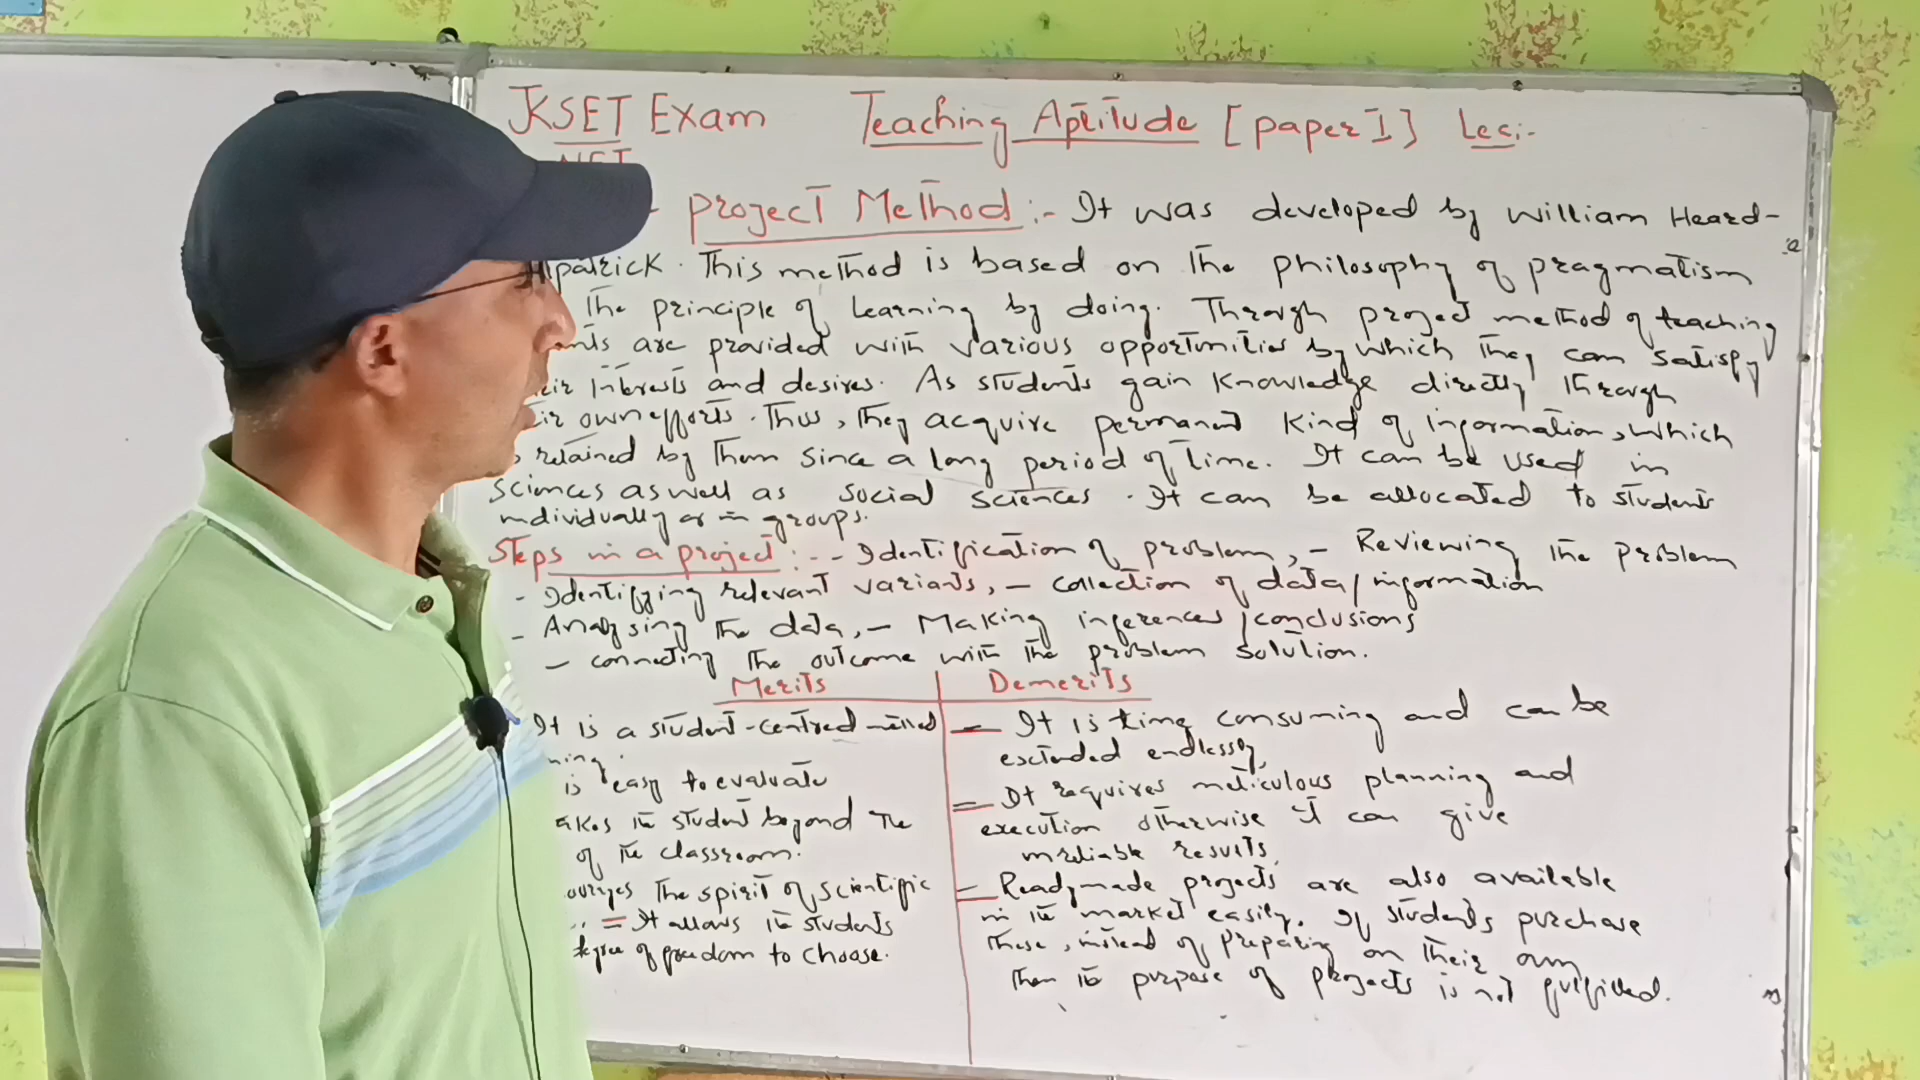 JKSET Exam Teaching Aptitude [paper I] Lec:-
NET
project Method :- It was developed by William Heard-
patrick. This method is based on the philosophy of pragmatism
The principle of learning by doing. Through project method of teaching
nts are provided with various opportunities by which they can satisfy
eir interests and desires. As students gain knowledge directly through
eir own efforts. Thus, they acquire permanent kind of information, which
retained by them since a long period of time. It can be used in
sciences as well as social sciences. It can be allocated to students
individually or in groups.
Steps in a project :- - Identification of problem, - Reviewing the problem
- Identifying relevant variants, - collection of data/information
- Analysing the data, - Making inferences/conclusions
- connecting the outcome with the problem solution.
Merits
It is a student-centred method
ning.
is easy to evaluate
akes the student beyond the
of the classroom.
ourages the spirit of scientific
= It allows the students
degree of freedom to choose.
Demerits
- It is time consuming and can be
extended endlessly.
= It requires meticulous planning and
execution otherwise it can give
unreliable results.
= Readymade projects are also available
in the market easily. If students purchase
these, instead of preparing on their own
then the purpose of projects is not fulfilled.